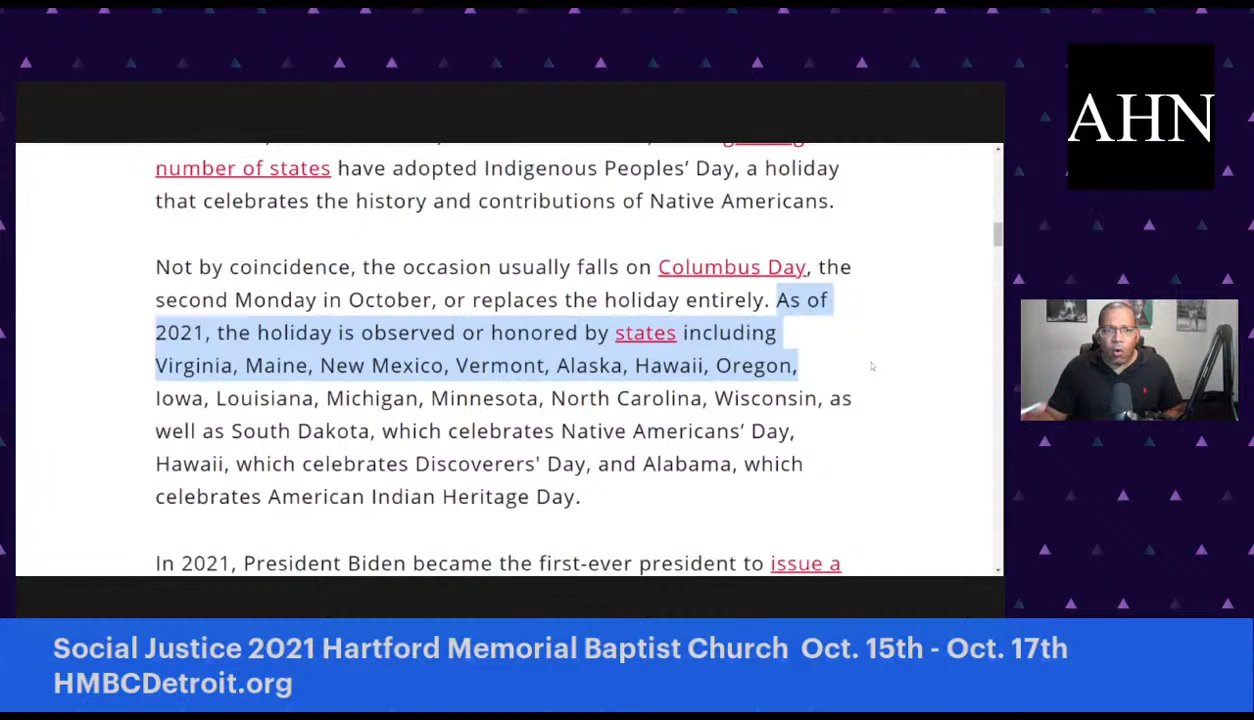 number of states have adopted Indigenous Peoples’ Day, a holiday
that celebrates the history and contributions of Native Americans.
Not by coincidence, the occasion usually falls on Columbus Day, the
second Monday in October, or replaces the holiday entirely. As of
2021, the holiday is observed or honored by states including
Virginia, Maine, New Mexico, Vermont, Alaska, Hawaii, Oregon,
Iowa, Louisiana, Michigan, Minnesota, North Carolina, Wisconsin, as
well as South Dakota, which celebrates Native Americans’ Day,
Hawaii, which celebrates Discoverers' Day, and Alabama, which
celebrates American Indian Heritage Day.
In 2021, President Biden became the first-ever president to issue a
AHN
Social Justice 2021 Hartford Memorial Baptist Church Oct. 15th - Oct. 17th
HMBCDetroit.org